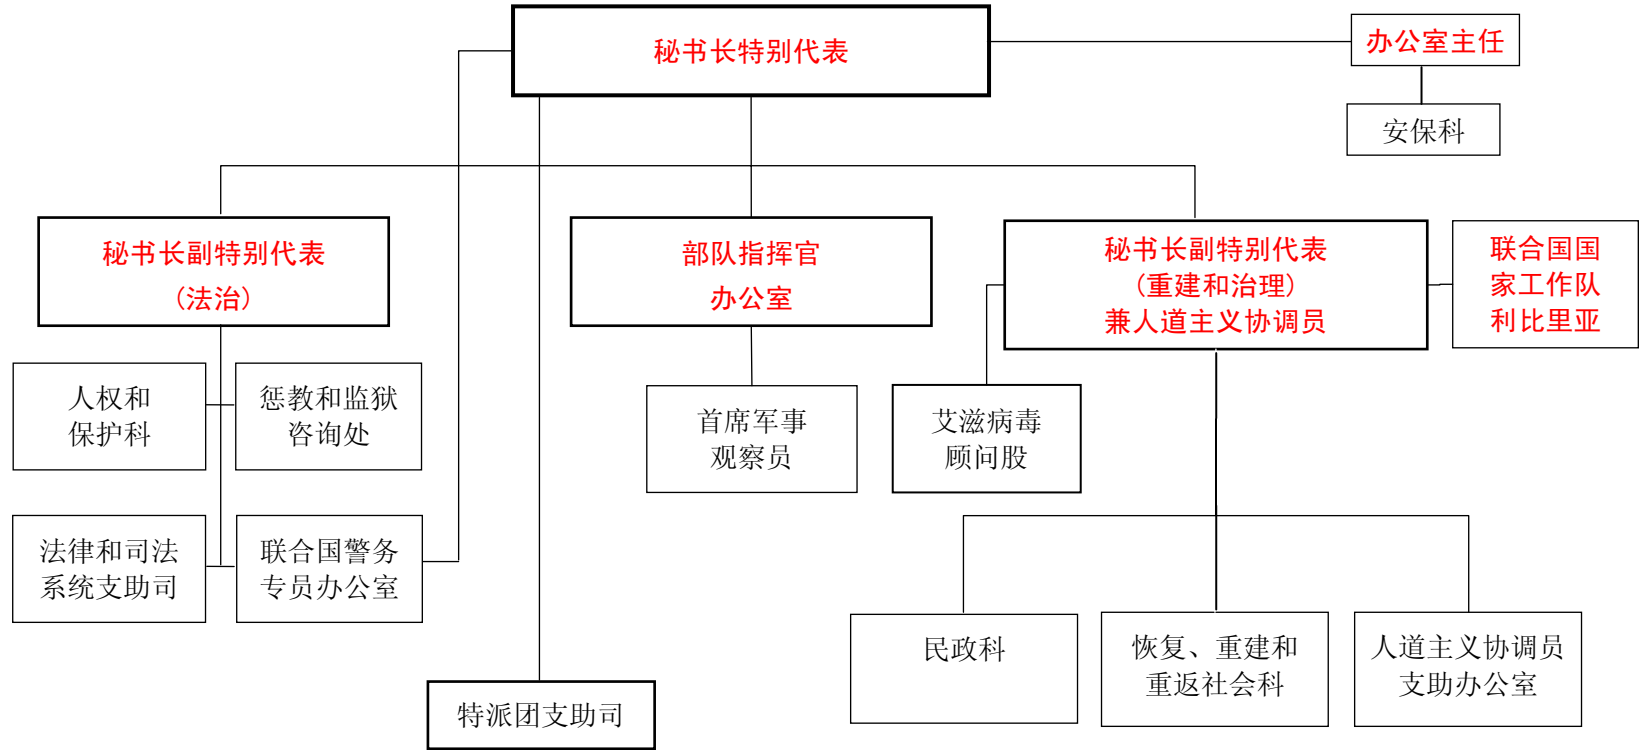 秘书长特别代表
办公室主任
安保科
秘书长副特别代表
(法治)
部队指挥官
办公室
秘书长副特别代表
(重建和治理)
兼人道主义协调员
联合国国
家工作队
利比里亚
人权和
保护科
惩教和监狱
咨询处
首席军事
观察员
艾滋病毒
顾问股
法律和司法
系统支助司
联合国警务
专员办公室
民政科
恢复、重建和
重返社会科
人道主义协调员
支助办公室
特派团支助司